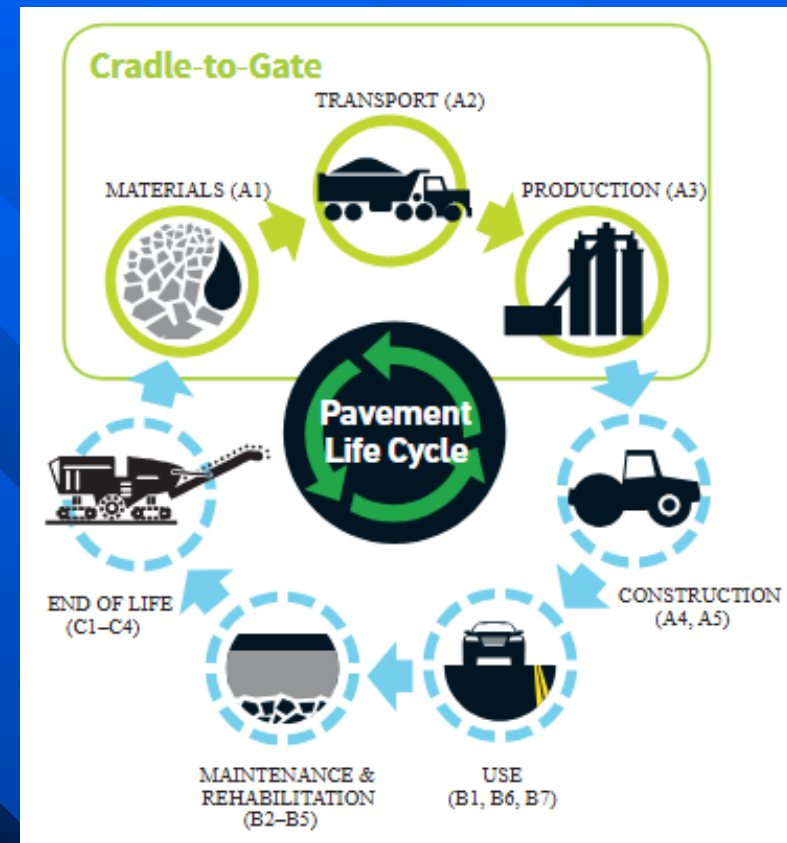 Cradle-to-Gate
TRANSPORT (A2)
MATERIALS (A1)
PRODUCTION (A3)
Pavement
Life Cycle
CONSTRUCTION
(A4, A5)
USE
(B1, B6, B7)
MAINTENANCE &
REHABILITATION
(B2–B5)
END OF LIFE
(C1–C4)